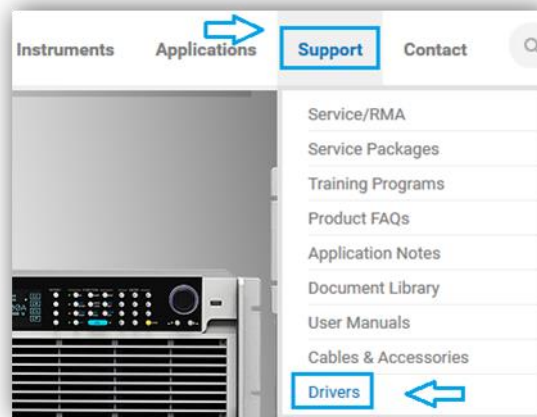 Instruments Applications Support Contact
Service/RMA
Service Packages
Training Programs
Product FAQs
Application Notes
Document Library
User Manuals
Cables & Accessories
Drivers